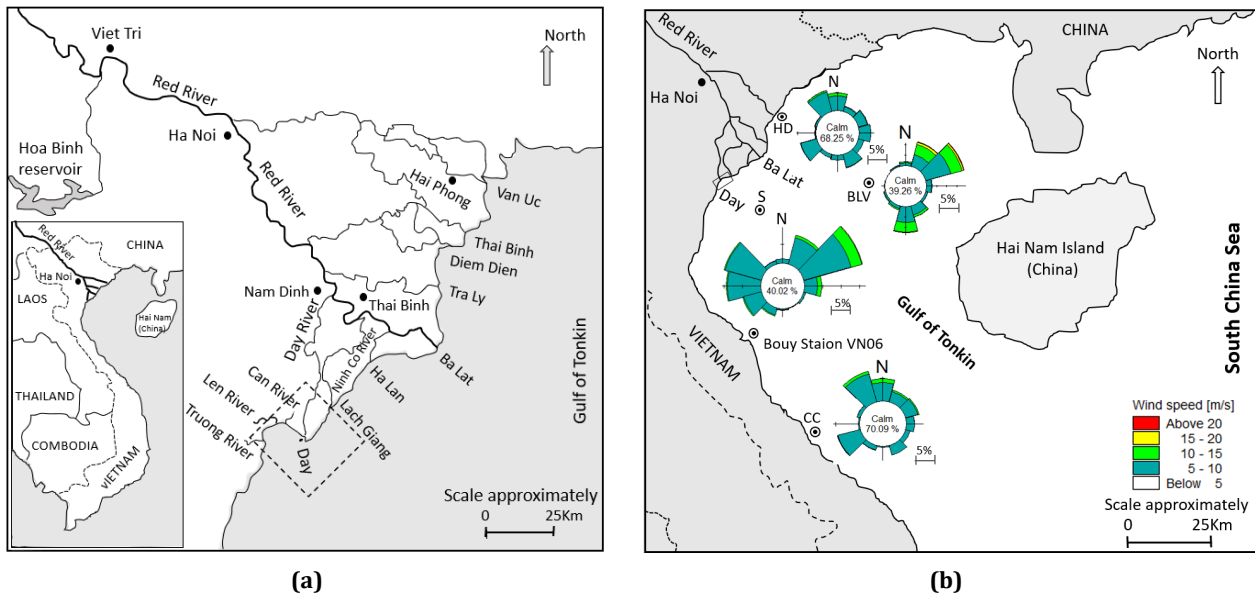 Viet Tri
North
Red River
Ha Noi
Hoa Binh
reservoir
Red River
Hai Phong
Van Uc
Thai Binh
Diem Dien
Tra Ly
Nam Dinh
Thai Binh
Day River
Ninh Co River
Ba Lat
Ha Lan
Can River
Len River
Lach Giang
Truong River
Day
Gulf of Tonkin
Scale approximately
0 25Km
Red River
CHINA
Ha Noi
LAOS
Hai Nam
(China)
THAILAND
COMBODIA
VIETNAM
(a)
Red River
CHINA
North
Ha Noi
N
HD
Calm
68.25 %
5%
N
Ba Lat
BLV
Calm
39.26 %
5%
Day
S
N
Calm
40.02 %
5%
Hai Nam Island
(China)
Gulf of Tonkin
South China Sea
VIETNAM
Bouy Staion VN06
N
CC
Calm
70.09 %
5%
Wind speed [m/s]
Above 20
15 - 20
10 - 15
5 - 10
Below 5
Scale approximately
0 25Km
(b)